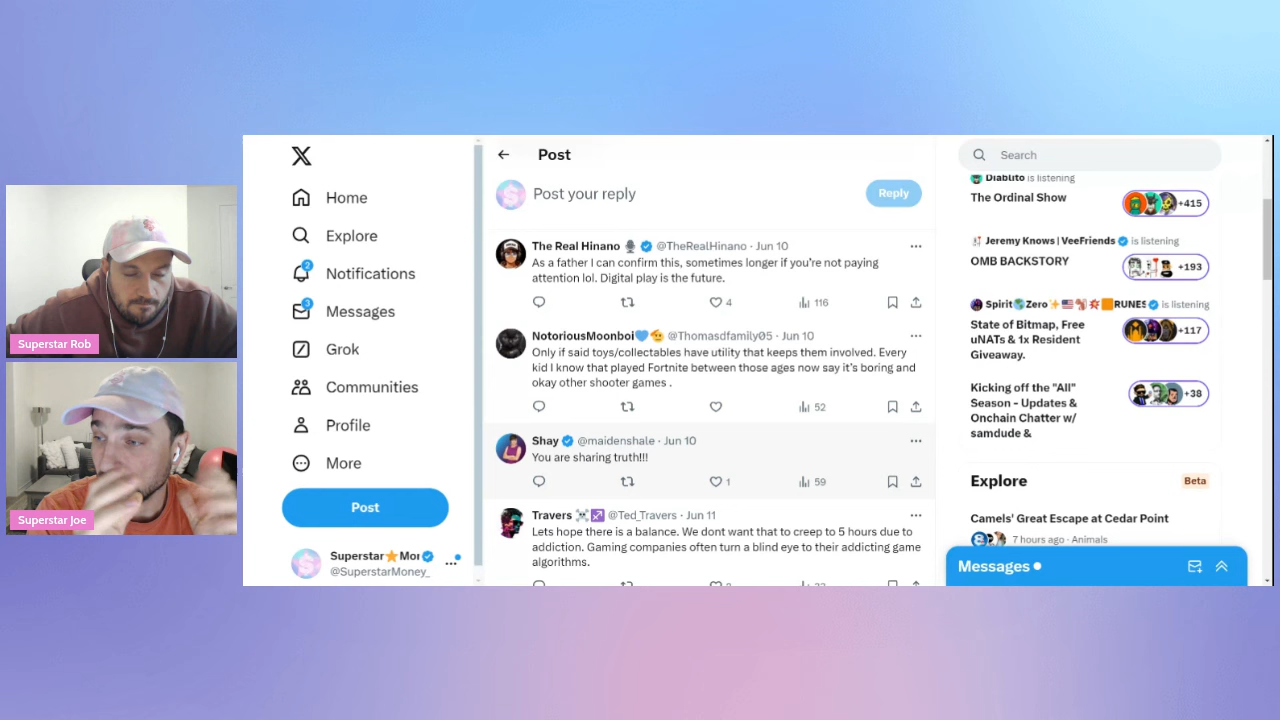 Superstar Rob
Superstar Joe
Home
Explore
2
Notifications
3
Messages
Grok
Communities
Profile
More
Post
Superstar⭐Mor
@SuperstarMoney_
Post
Post your reply
Reply
The Real Hinano 🎙️ @TheRealHinano · Jun 10
As a father I can confirm this, sometimes longer if you’re not paying
attention lol. Digital play is the future.
4
116
NotoriousMoonboi💙🫡 @Thomasdfamily05 · Jun 10
Only if said toys/collectables have utility that keeps them involved. Every
kid I know that played Fortnite between those ages now say it’s boring and
okay other shooter games .
52
Shay @maidenshale · Jun 10
You are sharing truth!!!
1
59
Travers ☠️♐ @Ted_Travers · Jun 11
Lets hope there is a balance. We dont want that to creep to 5 hours due to
addiction. Gaming companies often turn a blind eye to their addicting game
algorithms.
Search
Diablito is listening
The Ordinal Show
+415
Jeremy Knows | VeeFriends is listening
OMB BACKSTORY
+193
Spirit🌎Zero✨🇺🇸 RUNES is listening
State of Bitmap, Free
uNATs & 1x Resident
Giveaway.
+117
Kicking off the "All"
Season - Updates &
Onchain Chatter w/
samdude &
+38
Explore
Beta
Camels' Great Escape at Cedar Point
7 hours ago · Animals
Messages